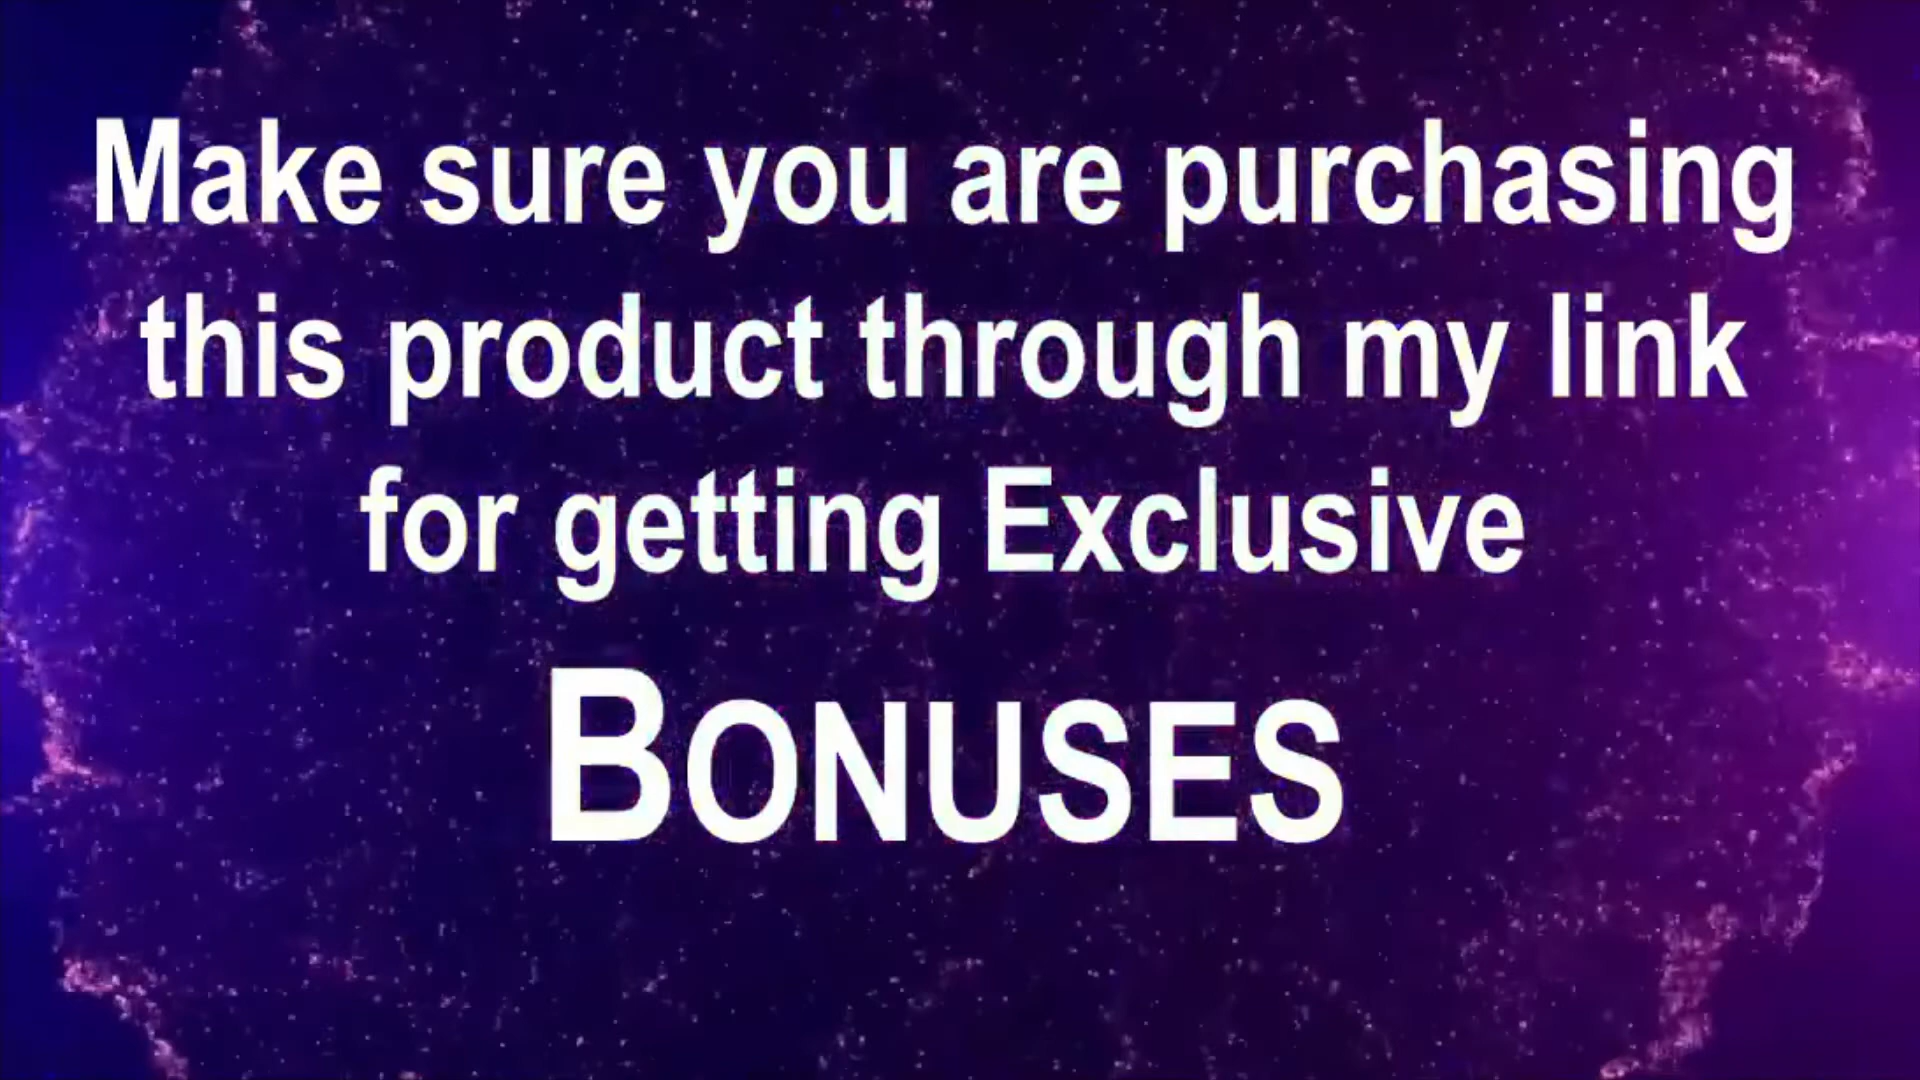 Make sure you are purchasing
this product through my link
for getting Exclusive
BONUSES